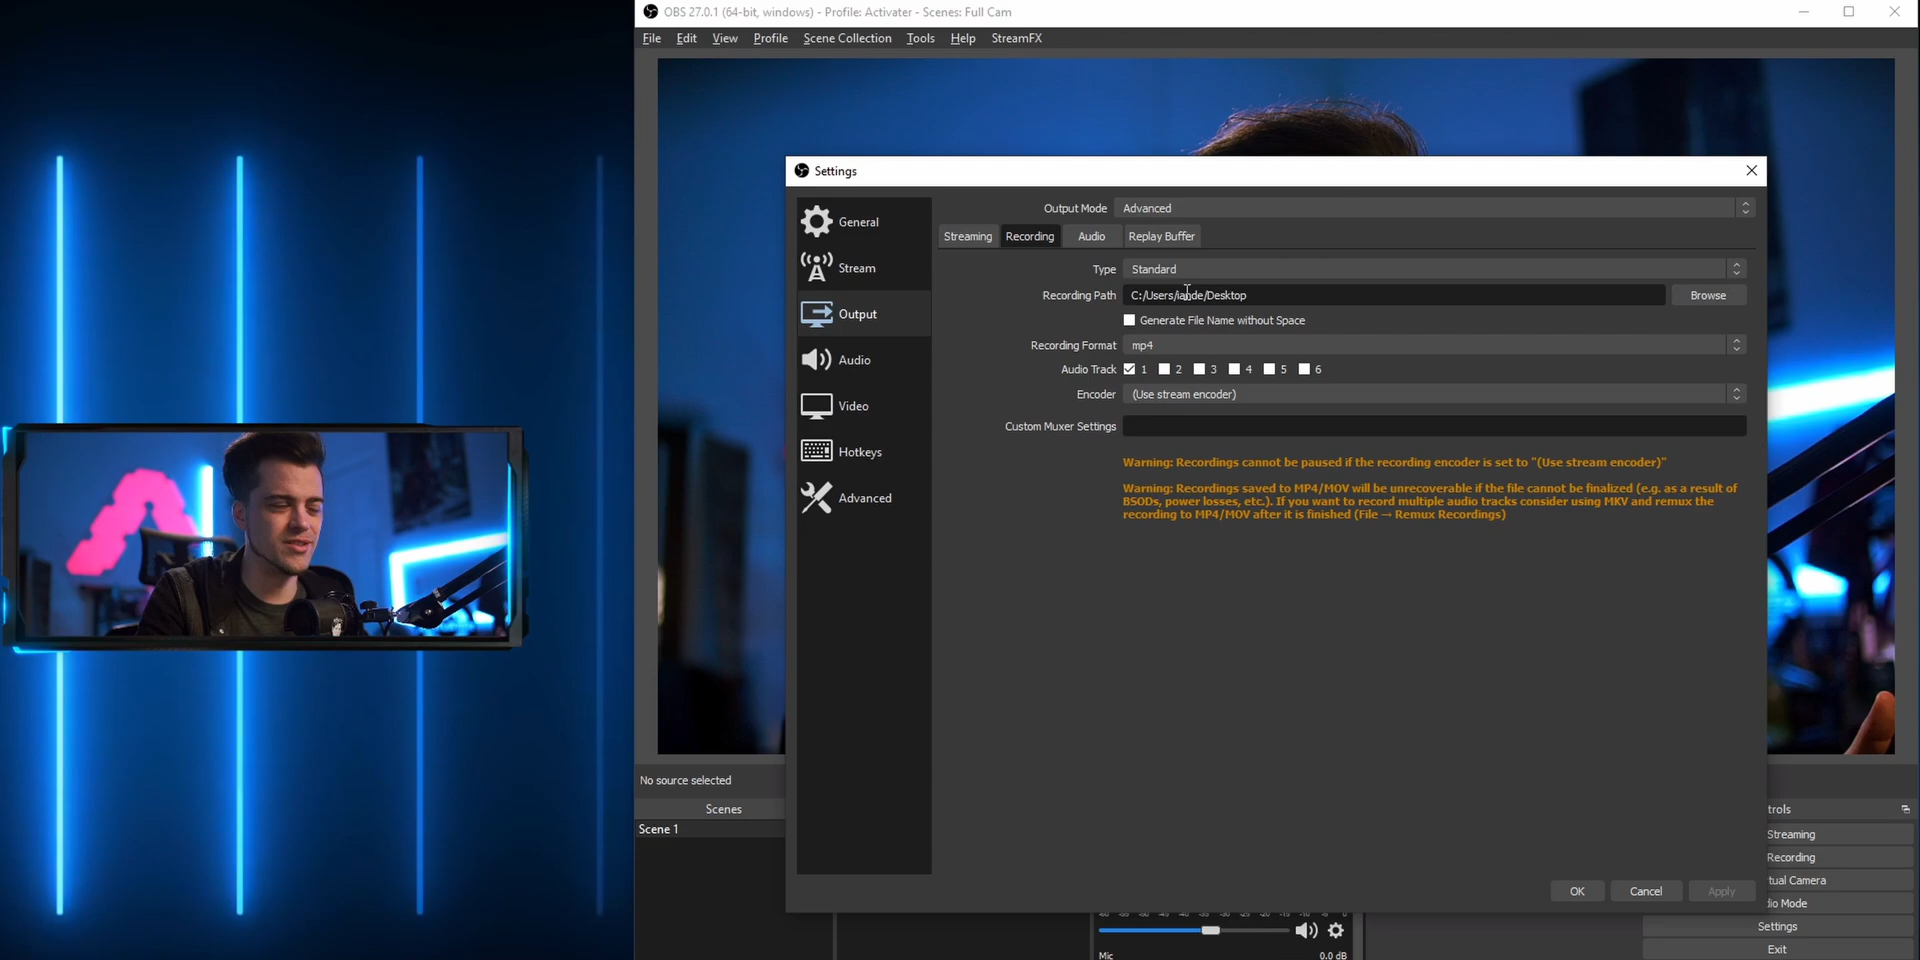 OBS 27.0.1 (64-bit, windows) - Profile: Activater - Scenes: Full Cam
File Edit View Profile Scene Collection Tools Help StreamFX
Settings
General
Stream
Output
Audio
Video
Hotkeys
Advanced
Output Mode Advanced
Streaming Recording Audio Replay Buffer
Type Standard
Recording Path C:/Users/iande/Desktop Browse
Generate File Name without Space
Recording Format mp4
Audio Track 1 2 3 4 5 6
Encoder (Use stream encoder)
Custom Muxer Settings
Warning: Recordings cannot be paused if the recording encoder is set to "(Use stream encoder)"
Warning: Recordings saved to MP4/MOV will be unrecoverable if the file cannot be finalized (e.g. as a result of
BSODs, power losses, etc.). If you want to record multiple audio tracks consider using MKV and remux the
recording to MP4/MOV after it is finished (File → Remux Recordings)
OK Cancel Apply
No source selected
Scenes
Scene 1
trols
Streaming
Recording
tual Camera
dio Mode
Settings
Exit
Mic 0.0 dB